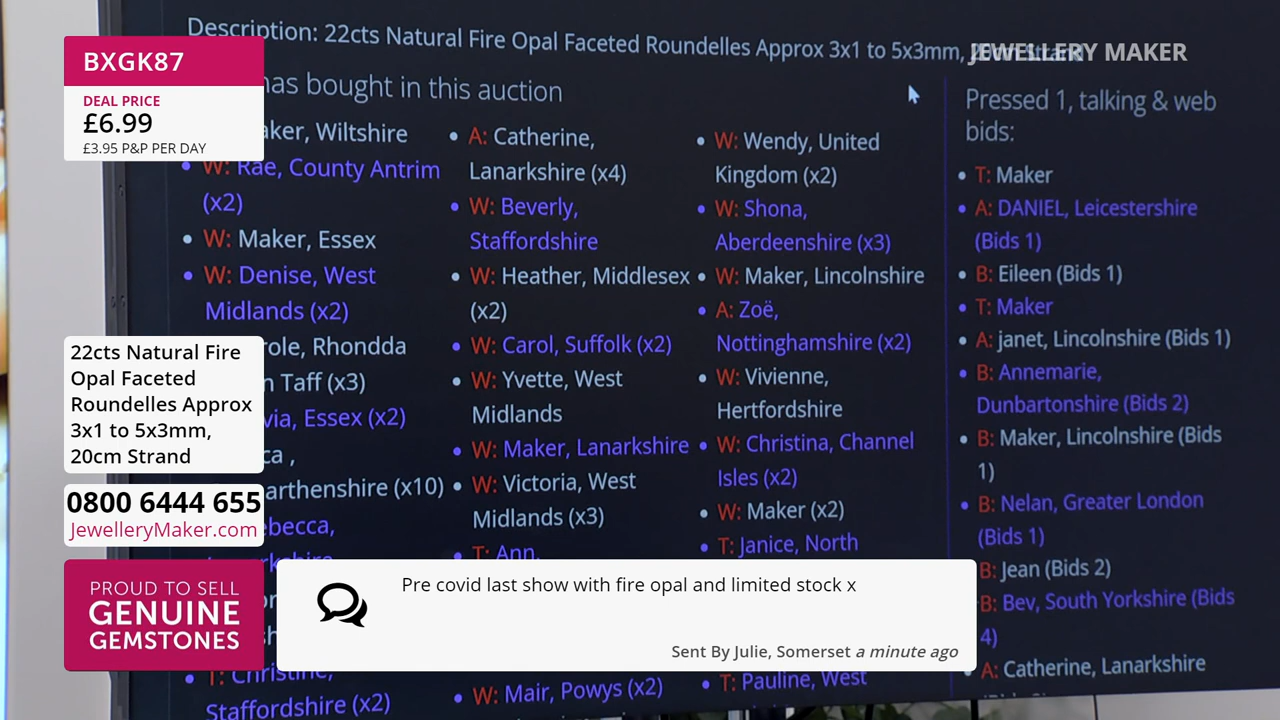 BXGK87
DEAL PRICE
£6.99
£3.95 P&P PER DAY
22cts Natural Fire
Opal Faceted
Roundelles Approx
3x1 to 5x3mm,
20cm Strand
0800 6444 655
JewelleryMaker.com
PROUND TO SELL
GENUINE
GEMSTONES
JEWELLERY MAKER
Description: 22cts Natural Fire Opal Faceted Roundelles Approx 3x1 to 5x3mm,
has bought in this auction
aker, Wiltshire
W: Rae, County Antrim
(x2)
W: Maker, Essex
W: Denise, West
Midlands (x2)
role, Rhondda
n Taff (x3)
via, Essex (x2)
ca ,
arthenshire (x10)
ebecca,
T: Christine,
Staffordshire (x2)
A: Catherine,
Lanarkshire (x4)
W: Beverly,
Staffordshire
W: Heather, Middlesex
(x2)
W: Carol, Suffolk (x2)
W: Yvette, West
Midlands
W: Maker, Lanarkshire
W: Victoria, West
Midlands (x3)
T: Ann,
W: Mair, Powys (x2)
W: Wendy, United
Kingdom (x2)
W: Shona,
Aberdeenshire (x3)
W: Maker, Lincolnshire
A: Zoë,
Nottinghamshire (x2)
W: Vivienne,
Hertfordshire
W: Christina, Channel
Isles (x2)
W: Maker (x2)
T: Janice, North
T: Pauline, West
Pressed 1, talking & web
bids:
T: Maker
A: DANIEL, Leicestershire
(Bids 1)
B: Eileen (Bids 1)
T: Maker
A: janet, Lincolnshire (Bids 1)
B: Annemarie,
Dunbartonshire (Bids 2)
B: Maker, Lincolnshire (Bids
1)
B: Nelan, Greater London
(Bids 1)
B: Jean (Bids 2)
B: Bev, South Yorkshire (Bids
4)
A: Catherine, Lanarkshire
Pre covid last show with fire opal and limited stock x
Sent By Julie, Somerset a minute ago